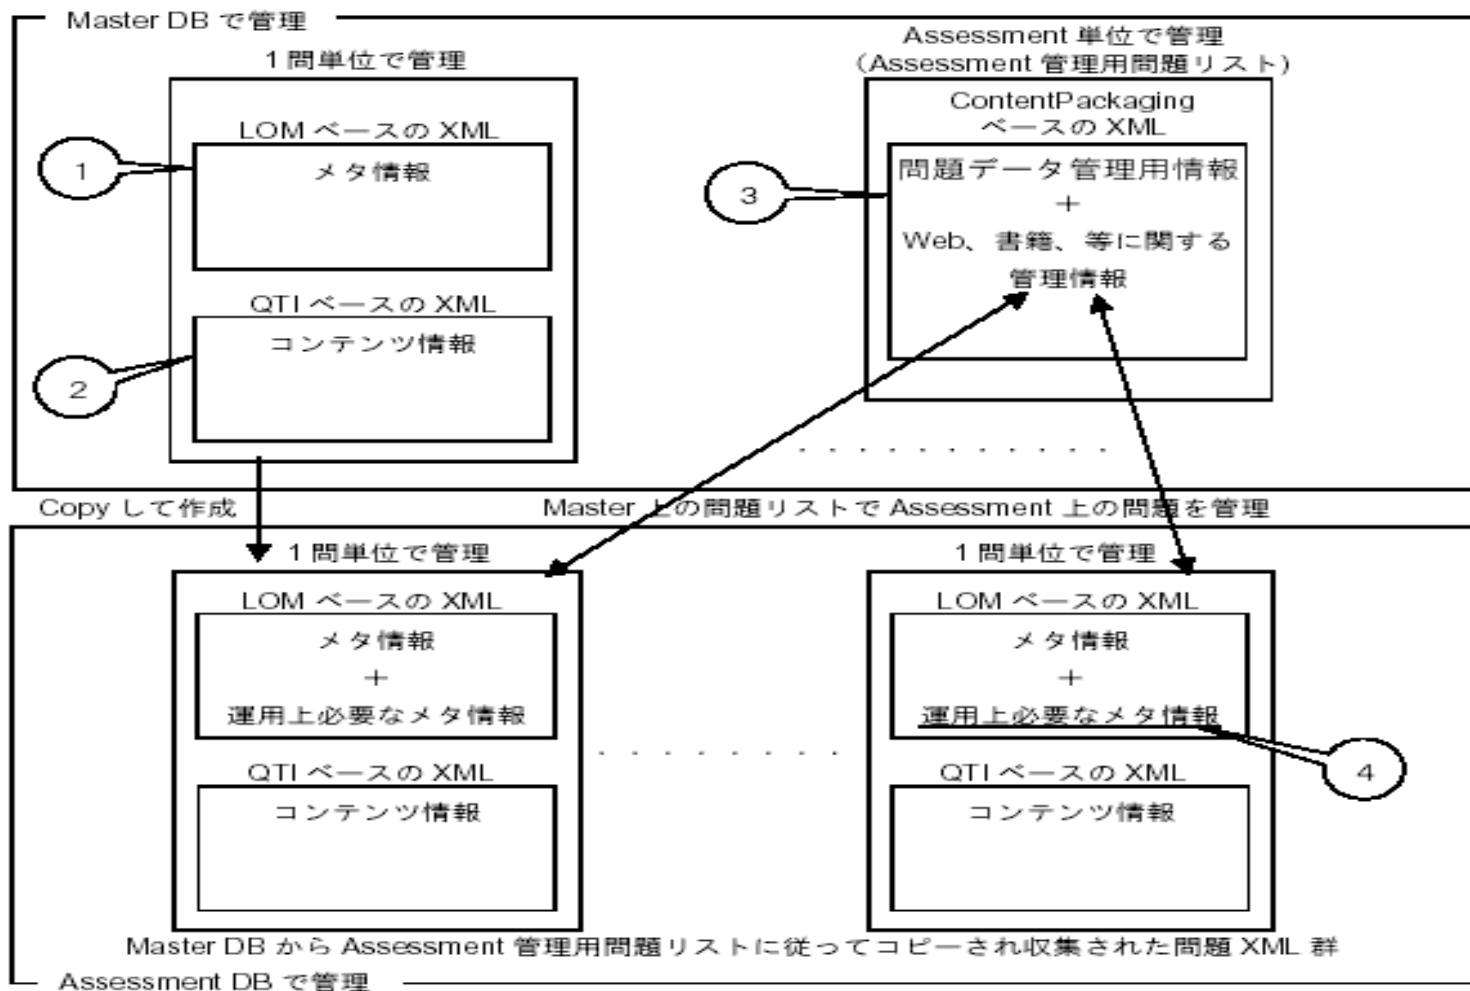 Master DB で管理
1 問単位で管理
LOM ベースの XML
メタ情報
1
QTI ベースの XML
コンテンツ情報
2
Assessment 単位で管理
(Assessment 管理用問題リスト)
ContentPackaging
ベースの XML
問題データ管理用情報
+
Web、書籍、等に関する
管理情報
3
. . . . . . . . . . .
Copy して作成
Master 上の問題リストで Assessment 上の問題を管理
1 問単位で管理
LOM ベースの XML
メタ情報
+
運用上必要なメタ情報
QTI ベースの XML
コンテンツ情報
. . . . . . . .
1 問単位で管理
LOM ベースの XML
メタ情報
+
運用上必要なメタ情報
4
QTI ベースの XML
コンテンツ情報
Master DB から Assessment 管理用問題リストに従ってコピーされ収集された問題 XML 群
Assessment DB で管理